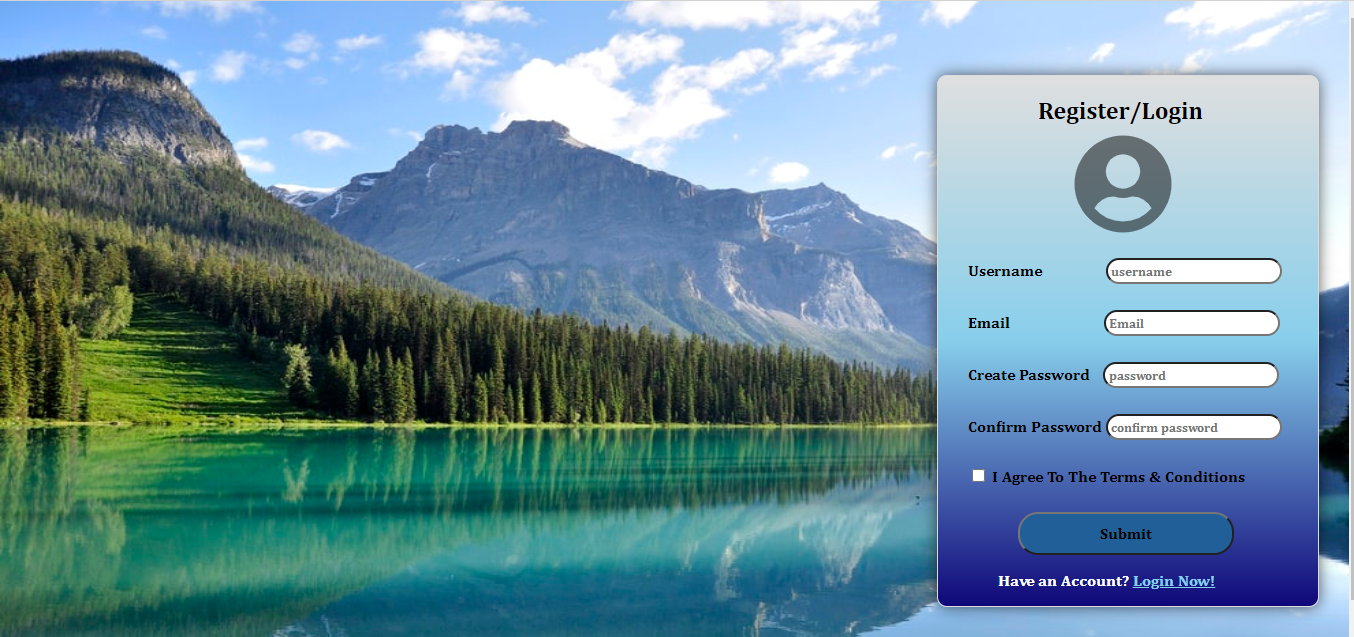 Register/Login
Username username
Email Email
Create Password password
Confirm Password confirm password
I Agree To The Terms & Conditions
Submit
Have an Account? Login Now!